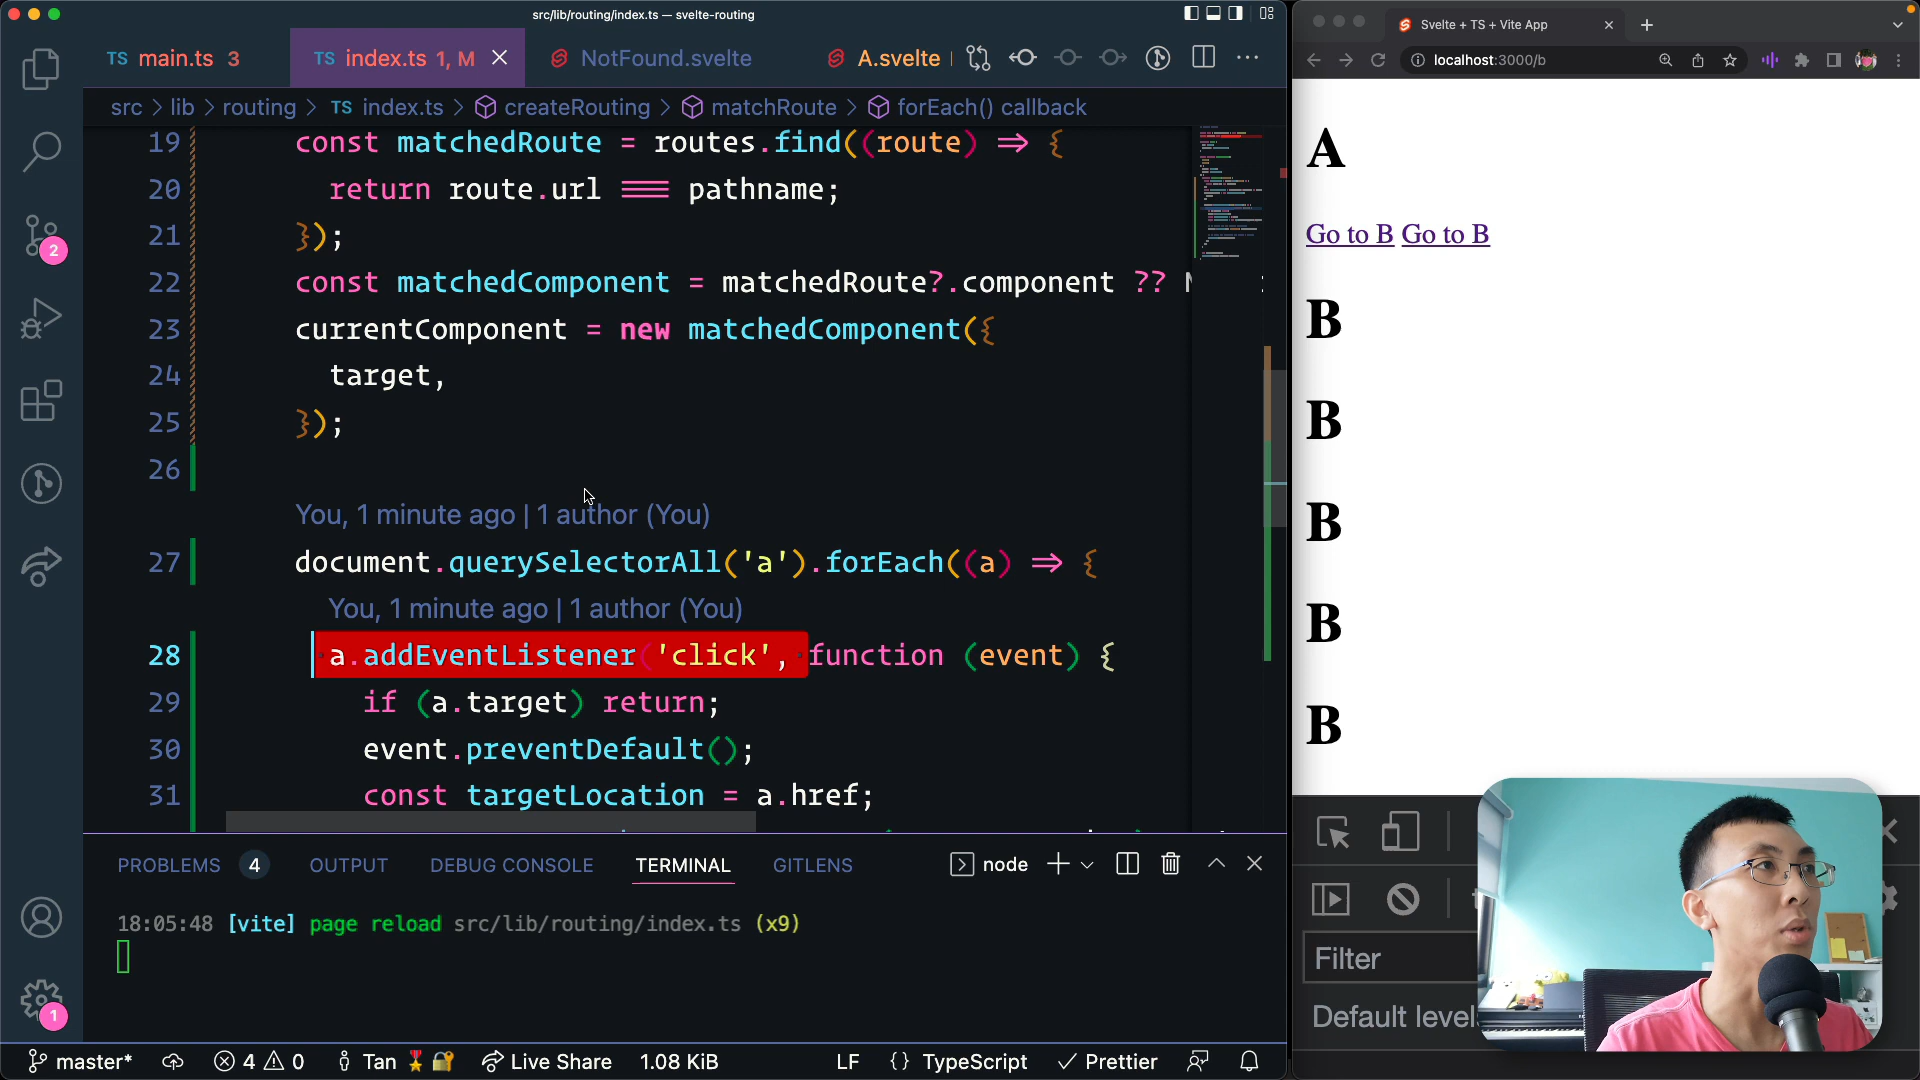 src/lib/routing/index.ts — svelte-routing
TS main.ts 3
TS index.ts 1, M
NotFound.svelte
A.svelte
src > lib > routing > TS index.ts > createRouting > matchRoute > forEach() callback
19 const matchedRoute = routes.find((route) => {
20 return route.url === pathname;
21 });
22 const matchedComponent = matchedRoute?.component ??
23 currentComponent = new matchedComponent({
24 target,
25 });
26
You, 1 minute ago | 1 author (You)
27 document.querySelectorAll('a').forEach((a) => {
You, 1 minute ago | 1 author (You)
28 a.addEventListener('click', function (event) {
29 if (a.target) return;
30 event.preventDefault();
31 const targetLocation = a.href;
2
1
PROBLEMS 4 OUTPUT DEBUG CONSOLE TERMINAL GITLENS node
18:05:48 [vite] page reload src/lib/routing/index.ts (x9)
master* 4 0 Tan Live Share 1.08 KiB LF {} TypeScript Prettier
Svelte + TS + Vite App
localhost:3000/b
A
Go to B Go to B
B
B
B
B
B
Filter
Default level